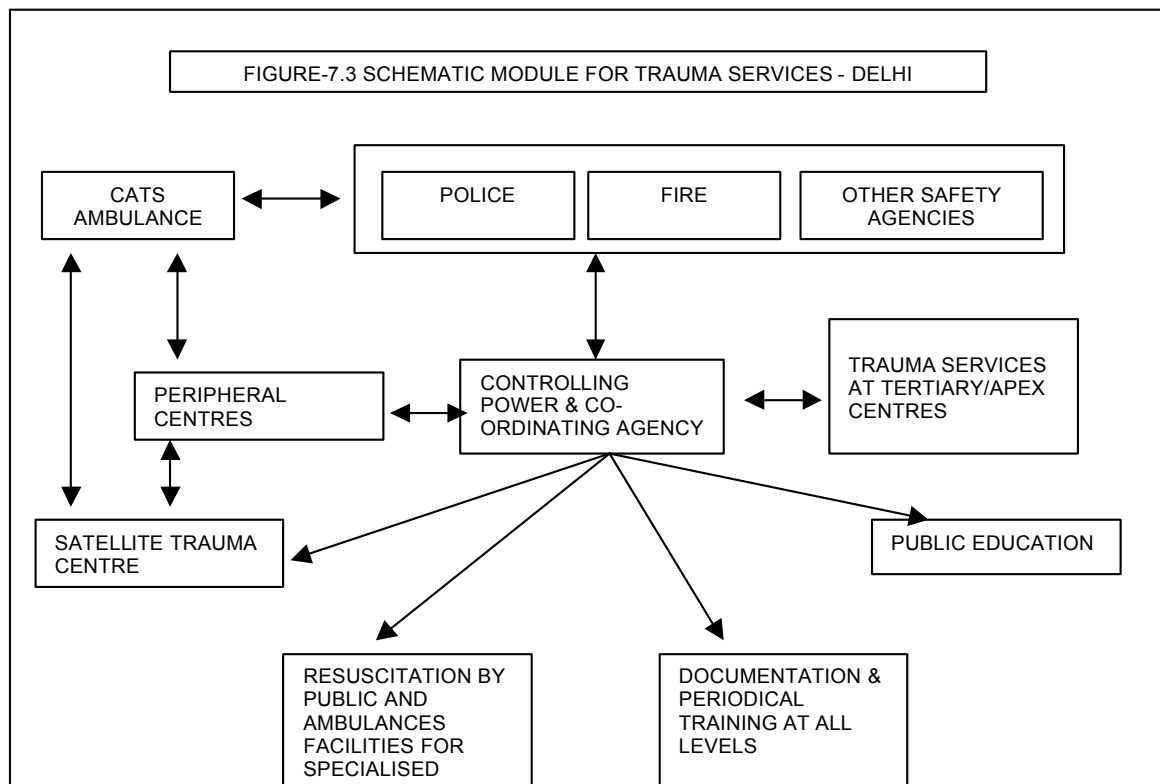 FIGURE-7.3 SCHEMATIC MODULE FOR TRAUMA SERVICES - DELHI
CATS
AMBULANCE
POLICE
FIRE
OTHER SAFETY
AGENCIES
PERIPHERAL
CENTRES
CONTROLLING
POWER & CO-
ORDINATING AGENCY
TRAUMA SERVICES
AT TERTIARY/APEX
CENTRES
SATELLITE TRAUMA
CENTRE
PUBLIC EDUCATION
RESUSCITATION BY
PUBLIC AND
AMBULANCES
FACILITIES FOR
SPECIALISED
DOCUMENTATION &
PERIODICAL
TRAINING AT ALL
LEVELS